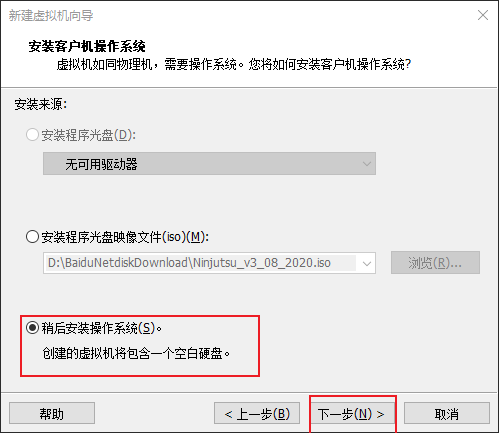 新建虚拟机向导
安装客户机操作系统
虚拟机如同物理机，需要操作系统。您将如何安装客户机操作系统?
安装来源:
安装程序光盘(D):
无可用驱动器
安装程序光盘映像文件(iso)(M):
D:\BaiduNetdiskDownload\Ninjutsu_v3_08_2020.iso
浏览(R)...
稍后安装操作系统(S)。
创建的虚拟机将包含一个空白硬盘。
帮助
< 上一步(B)
下一步(N) >
取消